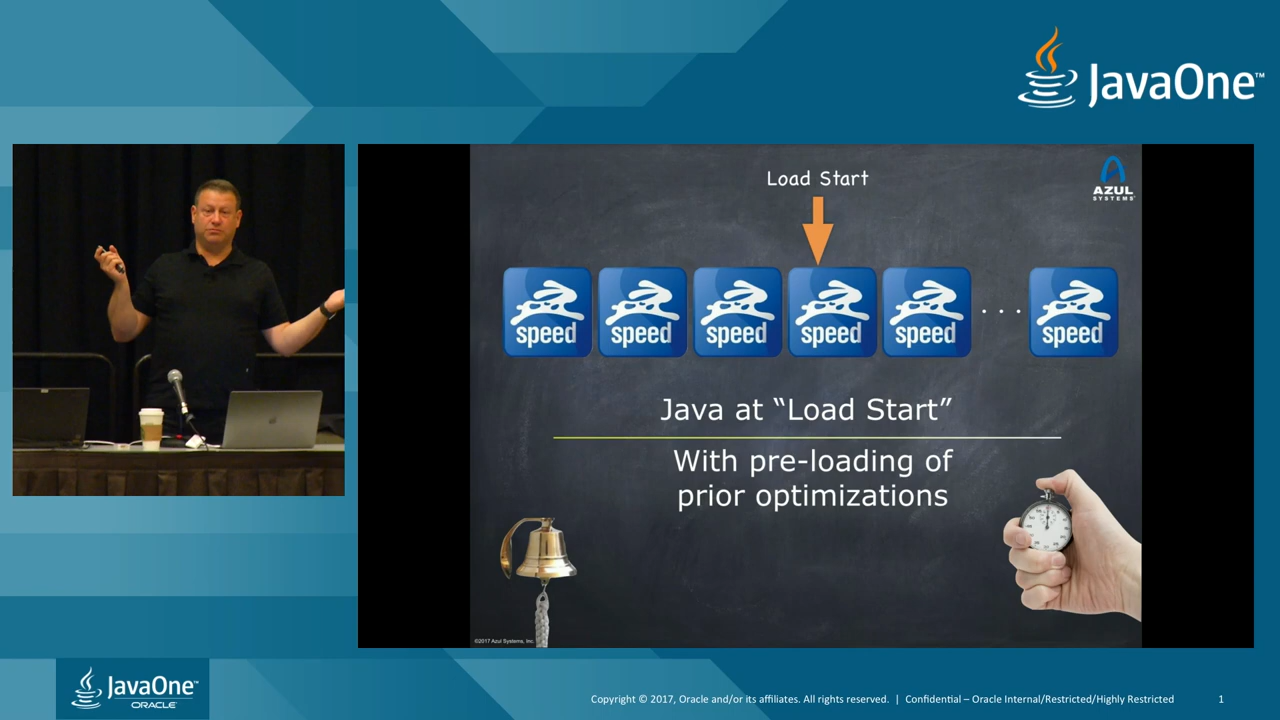 JavaOne™
Load Start
AZUL
SYSTEMS
speed speed speed speed speed . . . speed
Java at “Load Start”
With pre-loading of
prior optimizations
©2017 Azul Systems, Inc.
JavaOne™
ORACLE
Copyright © 2017, Oracle and/or its affiliates. All rights reserved. | Confidential – Oracle Internal/Restricted/Highly Restricted 1